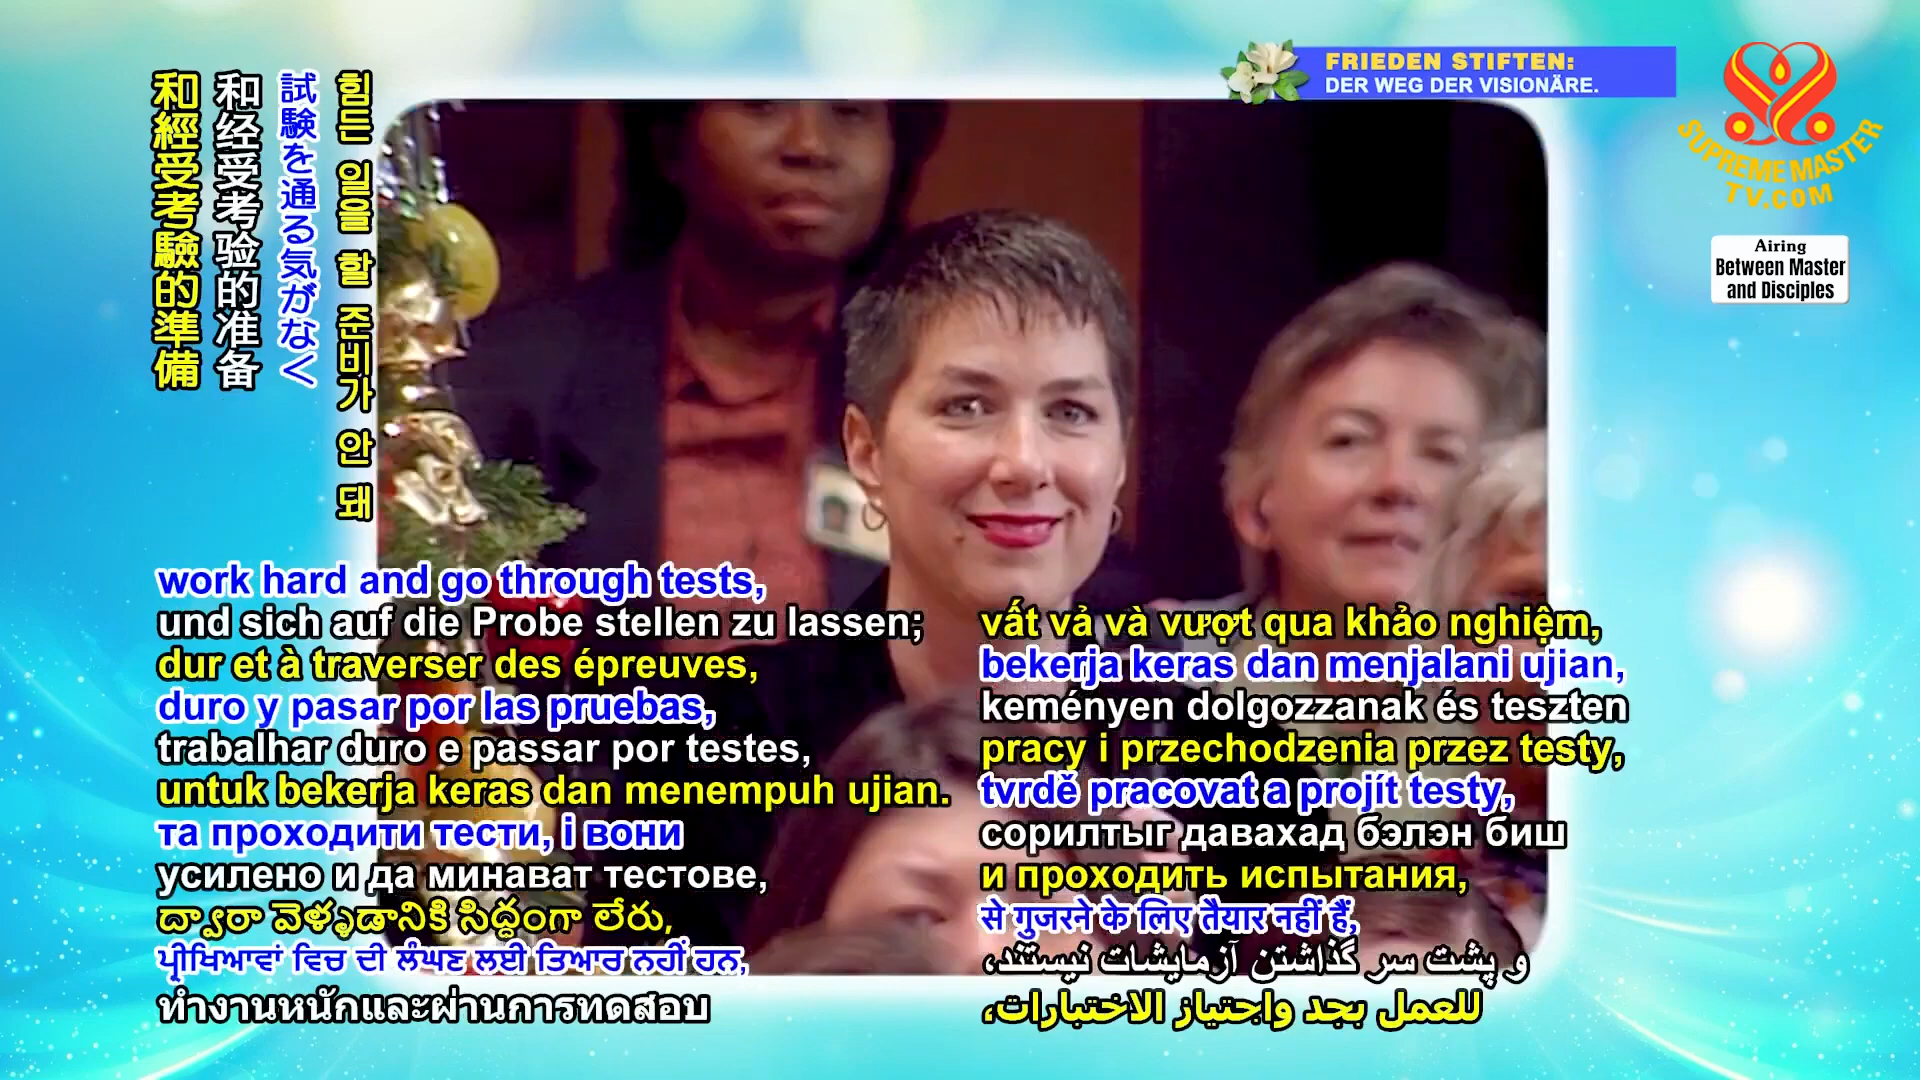 FRIEDEN STIFTEN:
DER WEG DER VISIONÄRE.
SUPREME MASTER
TV.COM
Airing
Between Master
and Disciples
힘든 일을 할 준비가 안 돼
試験を通る気がなく
和经受考验的准备
和經受考驗的準備
work hard and go through tests,
und sich auf die Probe stellen zu lassen;
dur et à traverser des épreuves,
duro y pasar por las pruebas,
trabalhar duro e passar por testes,
untuk bekerja keras dan menempuh ujian.
та проходити тести, і вони
усилено и да минават тестове,
ద్వారా వెళ్ళడానికి సిద్ధంగా లేరు,
ਪ੍ਰੀਖਿਆਵਾਂ ਵਿਚ ਦੀ ਲੰਘਣ ਲਈ ਤਿਆਰ ਨਹੀਂ ਹਨ,
ทำงานหนักและผ่านการทดสอบ
vất vả và vượt qua khảo nghiệm,
bekerja keras dan menjalani ujian,
keményen dolgozzanak és teszten
pracy i przechodzenia przez testy,
tvrdě pracovat a projít testy,
сорилтыг давахад бэлэн биш
и проходить испытания,
से गुजरने के लिए तैयार नहीं हैं,
و پشت سر گذاشتن آزمایشات نیستند،
للعمل بجد واجتياز الاختبارات،